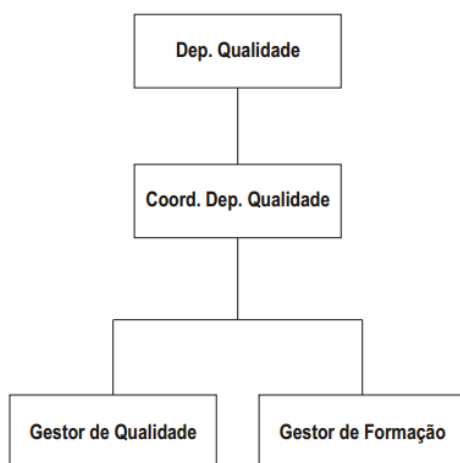 Dep. Qualidade
Coord. Dep. Qualidade
Gestor de Qualidade
Gestor de Formação